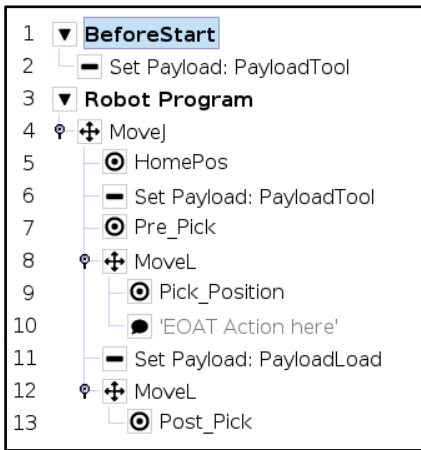 1 BeforeStart
2 Set Payload: PayloadTool
3 Robot Program
4 MoveJ
5 HomePos
6 Set Payload: PayloadTool
7 Pre_Pick
8 MoveL
9 Pick_Position
10 'EOAT Action here'
11 Set Payload: PayloadLoad
12 MoveL
13 Post_Pick